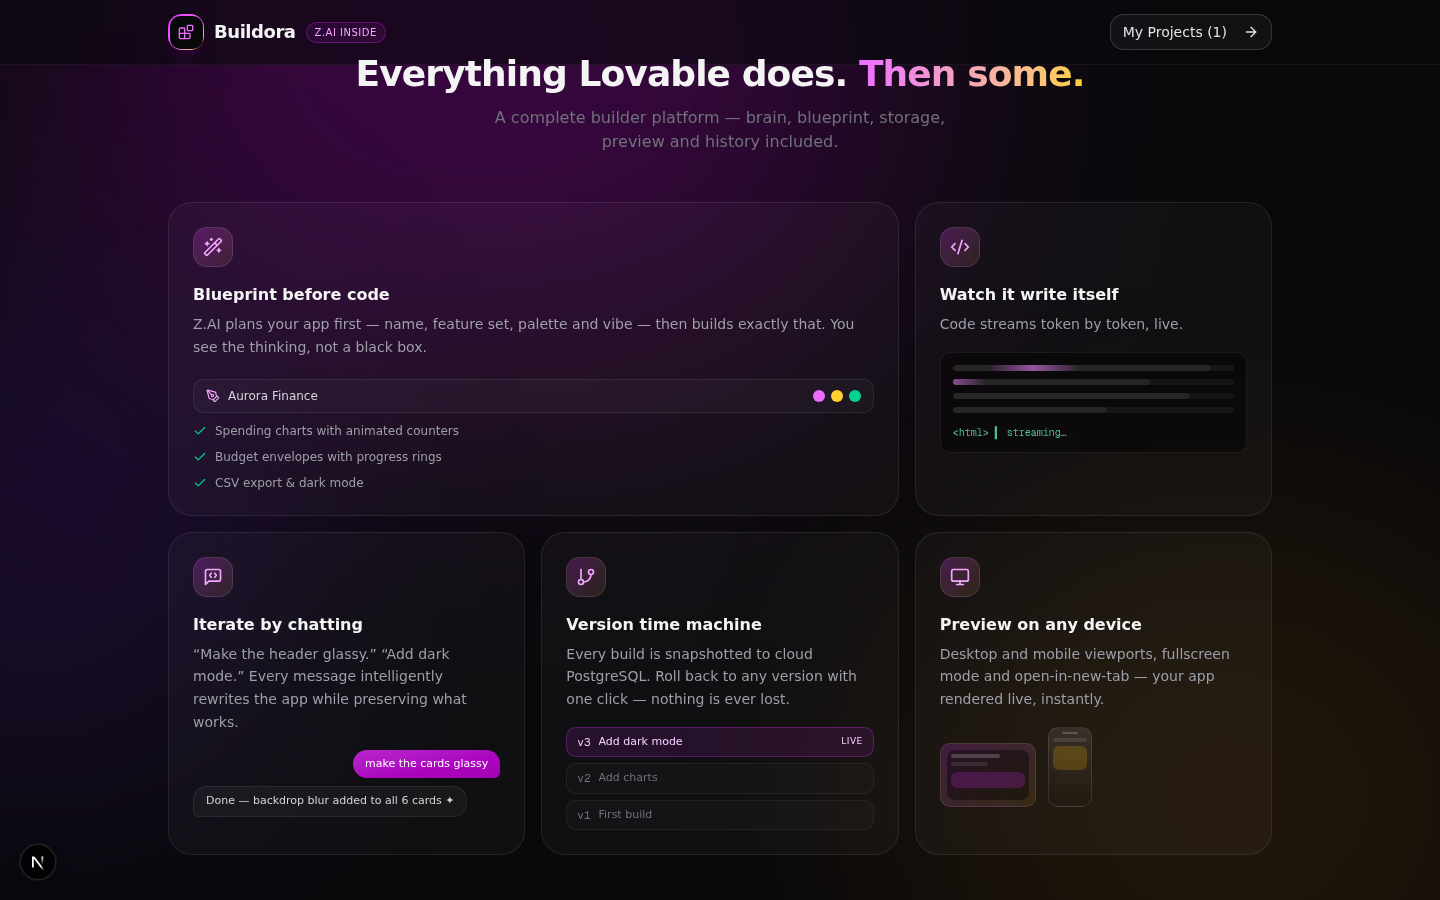 Buildora
Z.AI INSIDE
My Projects (1)
Everything Lovable does. Then some.
A complete builder platform — brain, blueprint, storage,
preview and history included.
Blueprint before code
Z.AI plans your app first — name, feature set, palette and vibe — then builds exactly that. You
see the thinking, not a black box.
Aurora Finance
Spending charts with animated counters
Budget envelopes with progress rings
CSV export & dark mode
Watch it write itself
Code streams token by token, live.
<html> ▍ streaming…
Iterate by chatting
“Make the header glassy.” “Add dark
mode.” Every message intelligently
rewrites the app while preserving what
works.
make the cards glassy
Done — backdrop blur added to all 6 cards ✦
Version time machine
Every build is snapshotted to cloud
PostgreSQL. Roll back to any version with
one click — nothing is ever lost.
v3 Add dark mode LIVE
v2 Add charts
v1 First build
Preview on any device
Desktop and mobile viewports, fullscreen
mode and open-in-new-tab — your app
rendered live, instantly.
N